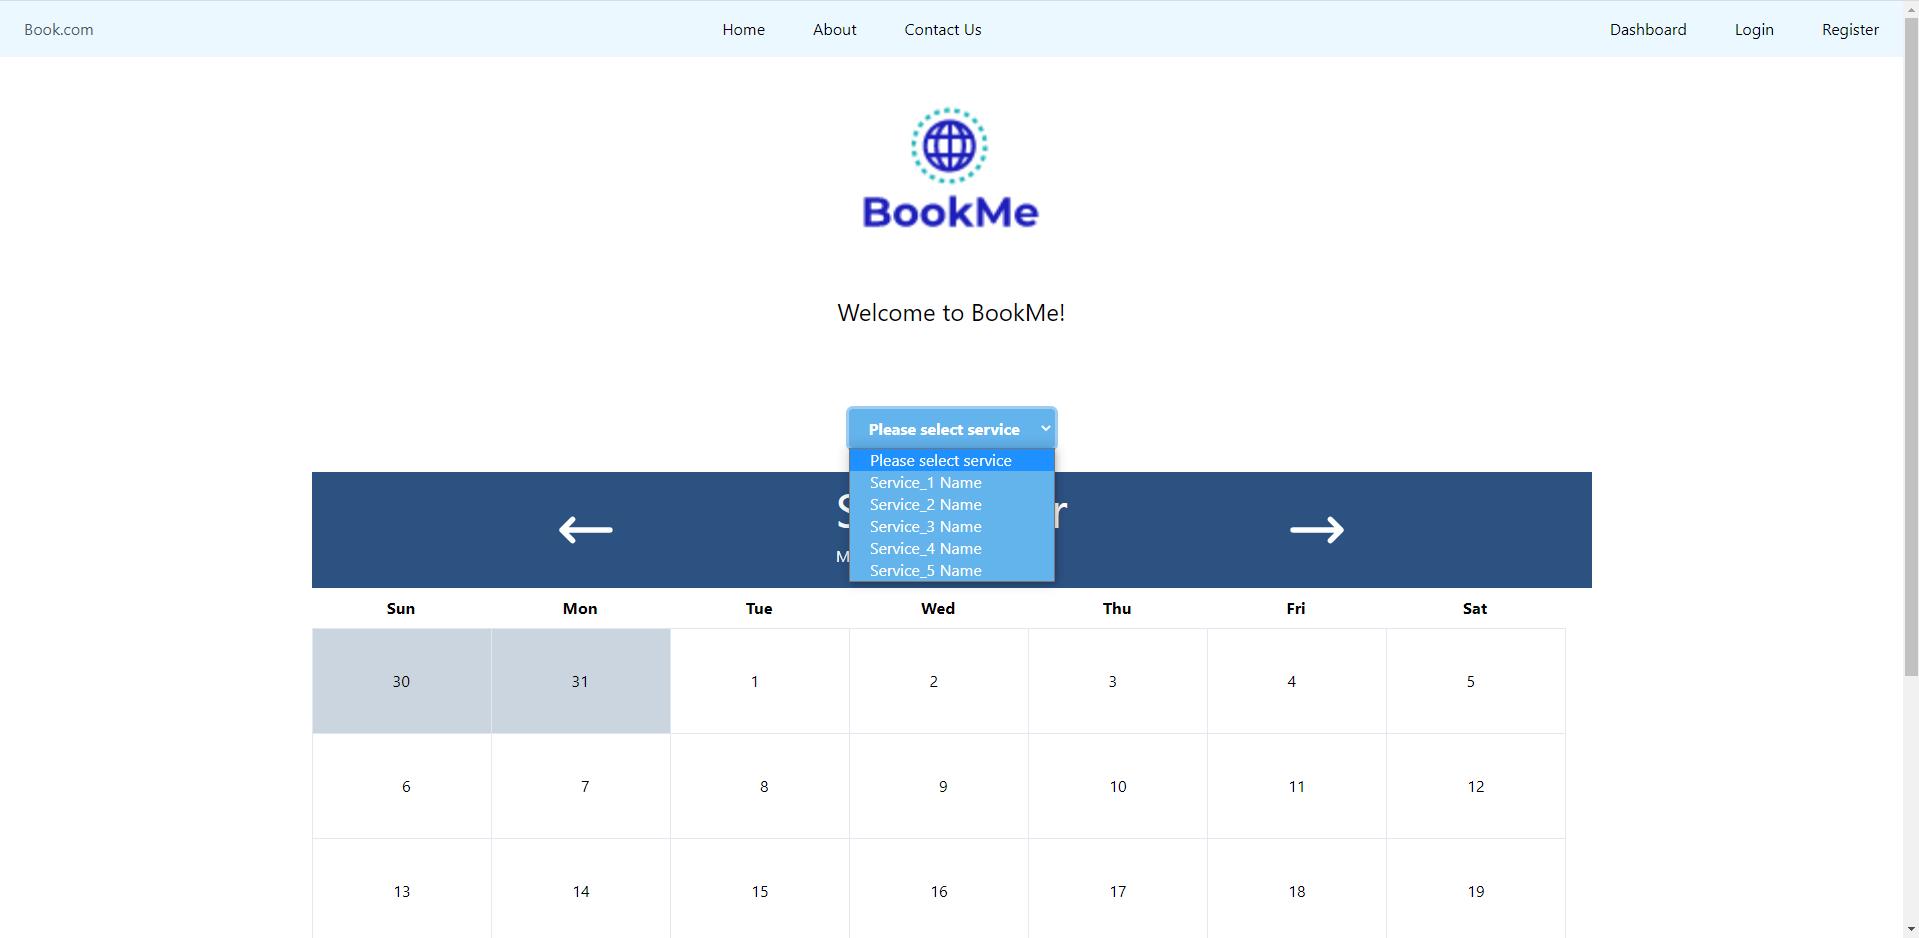 Book.com Home About Contact Us Dashboard Login Register
BookMe
Welcome to BookMe!
Please select service
Please select service
Service_1 Name
Service_2 Name
Service_3 Name
Service_4 Name
Service_5 Name
Sun Mon Tue Wed Thu Fri Sat
30 31 1 2 3 4 5
6 7 8 9 10 11 12
13 14 15 16 17 18 19